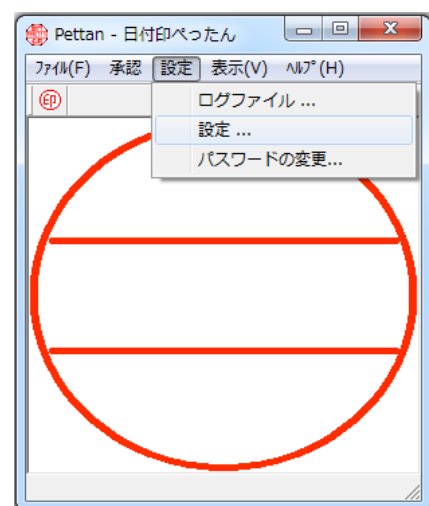 Pettan - 日付印ぺったん
ﾌｧｲﾙ(F) 承認 設定 表示(V) ﾍﾙﾌﾟ(H)
印
ログファイル ...
設定 ...
パスワードの変更...